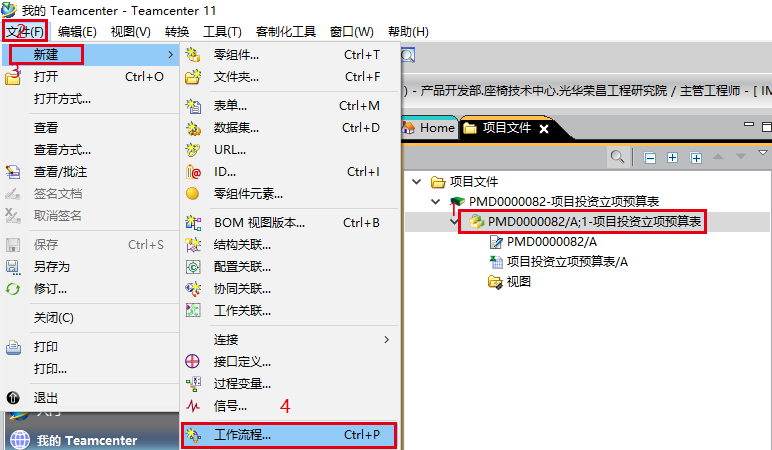 我的 Teamcenter - Teamcenter 11
文件(F) 编辑(E) 视图(V) 转换 工具(T) 客制化工具 窗口(W) 帮助(H)
2
新建
3
打开 Ctrl+O
打开方式...
查看
查看方式...
查看/批注
签名文档
取消签名
保存 Ctrl+S
另存为
修订...
关闭(C)
打印
打印...
退出
我的 Teamcenter
零组件... Ctrl+T
文件夹... Ctrl+F
表单... Ctrl+M
数据集... Ctrl+D
URL...
ID... Ctrl+I
零组件元素...
BOM 视图版本... Ctrl+B
结构关联...
配置关联...
协同关联...
工作关联...
连接
接口定义...
过程变量...
信号...
4
工作流程... Ctrl+P
) - 产品开发部.座椅技术中心.光华荣昌工程研究院 / 主管工程师 - [ IM
Home 项目文件
项目文件
PMD0000082-项目投资立项预算表
1
PMD0000082/A;1-项目投资立项预算表
PMD0000082/A
项目投资立项预算表/A
视图